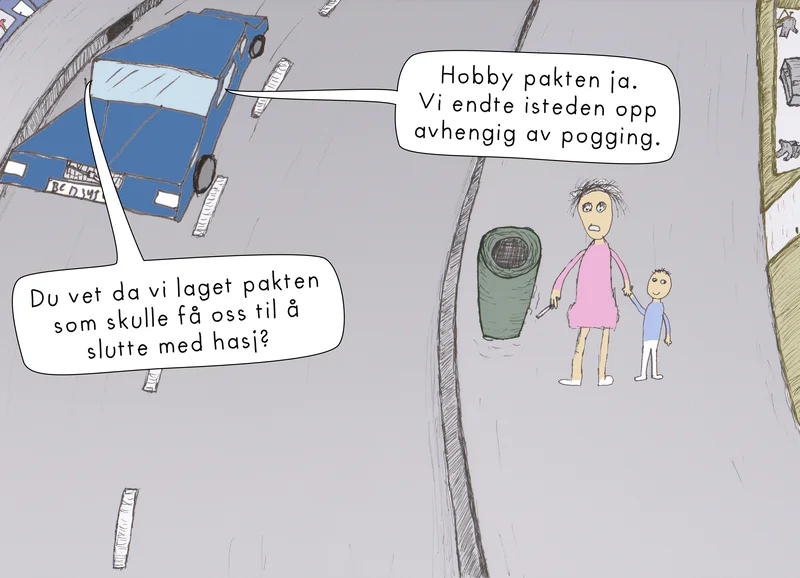 Hobby pakten ja.
Vi endte isteden opp
avhengig av pogging.
Du vet da vi laget pakten
som skulle få oss til å
slutte med hasj?